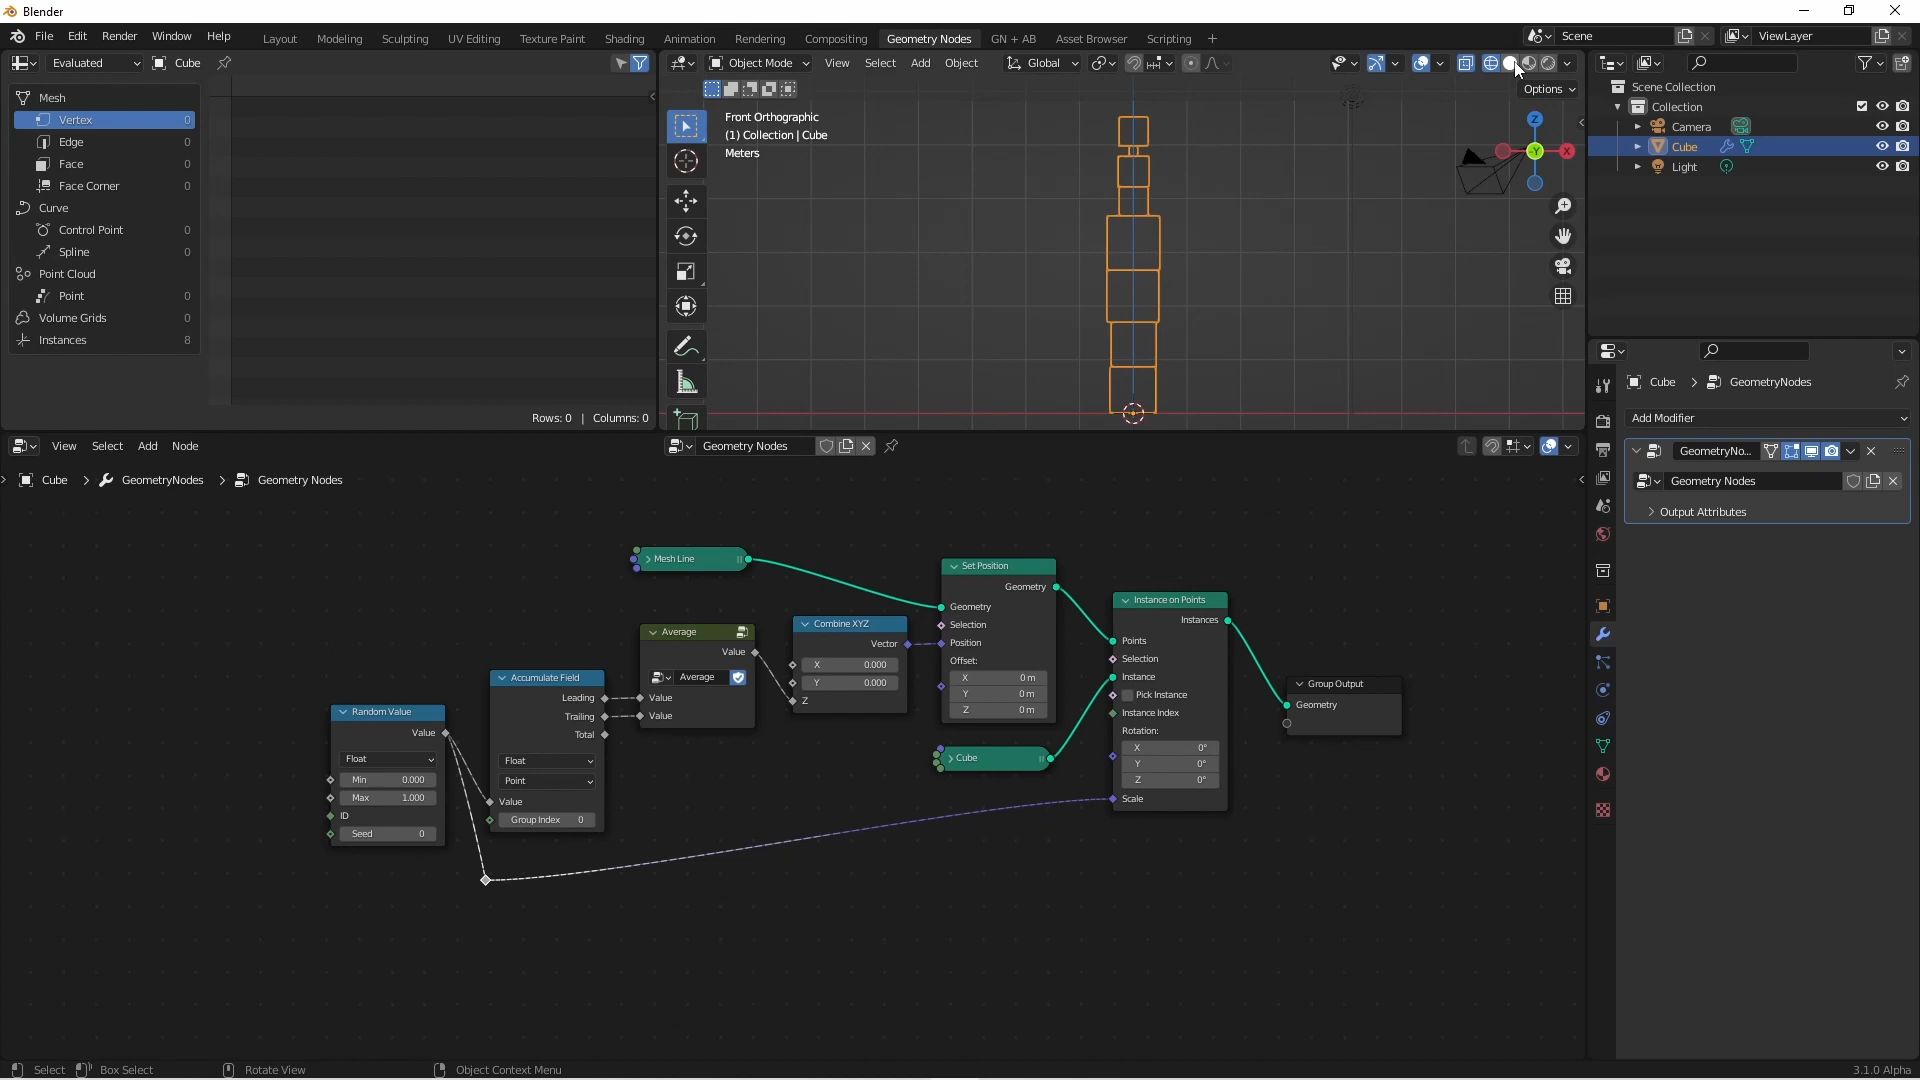 Blender
File Edit Render Window Help Layout Modeling Sculpting UV Editing Texture Paint Shading Animation Rendering Compositing Geometry Nodes GN + AB Asset Browser Scripting + Scene ViewLayer
Evaluated Cube
Object Mode View Select Add Object Global
Options
Mesh
Vertex 0
Edge 0
Face 0
Face Corner 0
Curve
Control Point 0
Spline 0
Point Cloud
Point 0
Volume Grids 0
Instances 8
Rows: 0 | Columns: 0
Front Orthographic
(1) Collection | Cube
Meters
Z
-Y
X
Scene Collection
Collection
Camera
Cube
Light
Cube > GeometryNodes
Add Modifier
GeometryNo...
Geometry Nodes
Output Attributes
View Select Add Node Geometry Nodes
Cube > GeometryNodes > Geometry Nodes
Mesh Line
Random Value
Value
Float
Min 0.000
Max 1.000
ID
Seed 0
Accumulate Field
Leading
Trailing
Total
Float
Point
Value
Group Index 0
Average
Value
Average
Value
Value
Combine XYZ
Vector
X 0.000
Y 0.000
Z
Set Position
Geometry
Geometry
Selection
Position
Offset:
X 0 m
Y 0 m
Z 0 m
Cube
Instance on Points
Instances
Points
Selection
Instance
Pick Instance
Instance Index
Rotation:
X 0°
Y 0°
Z 0°
Scale
Group Output
Geometry
Select Box Select Rotate View Object Context Menu 3.1.0 Alpha